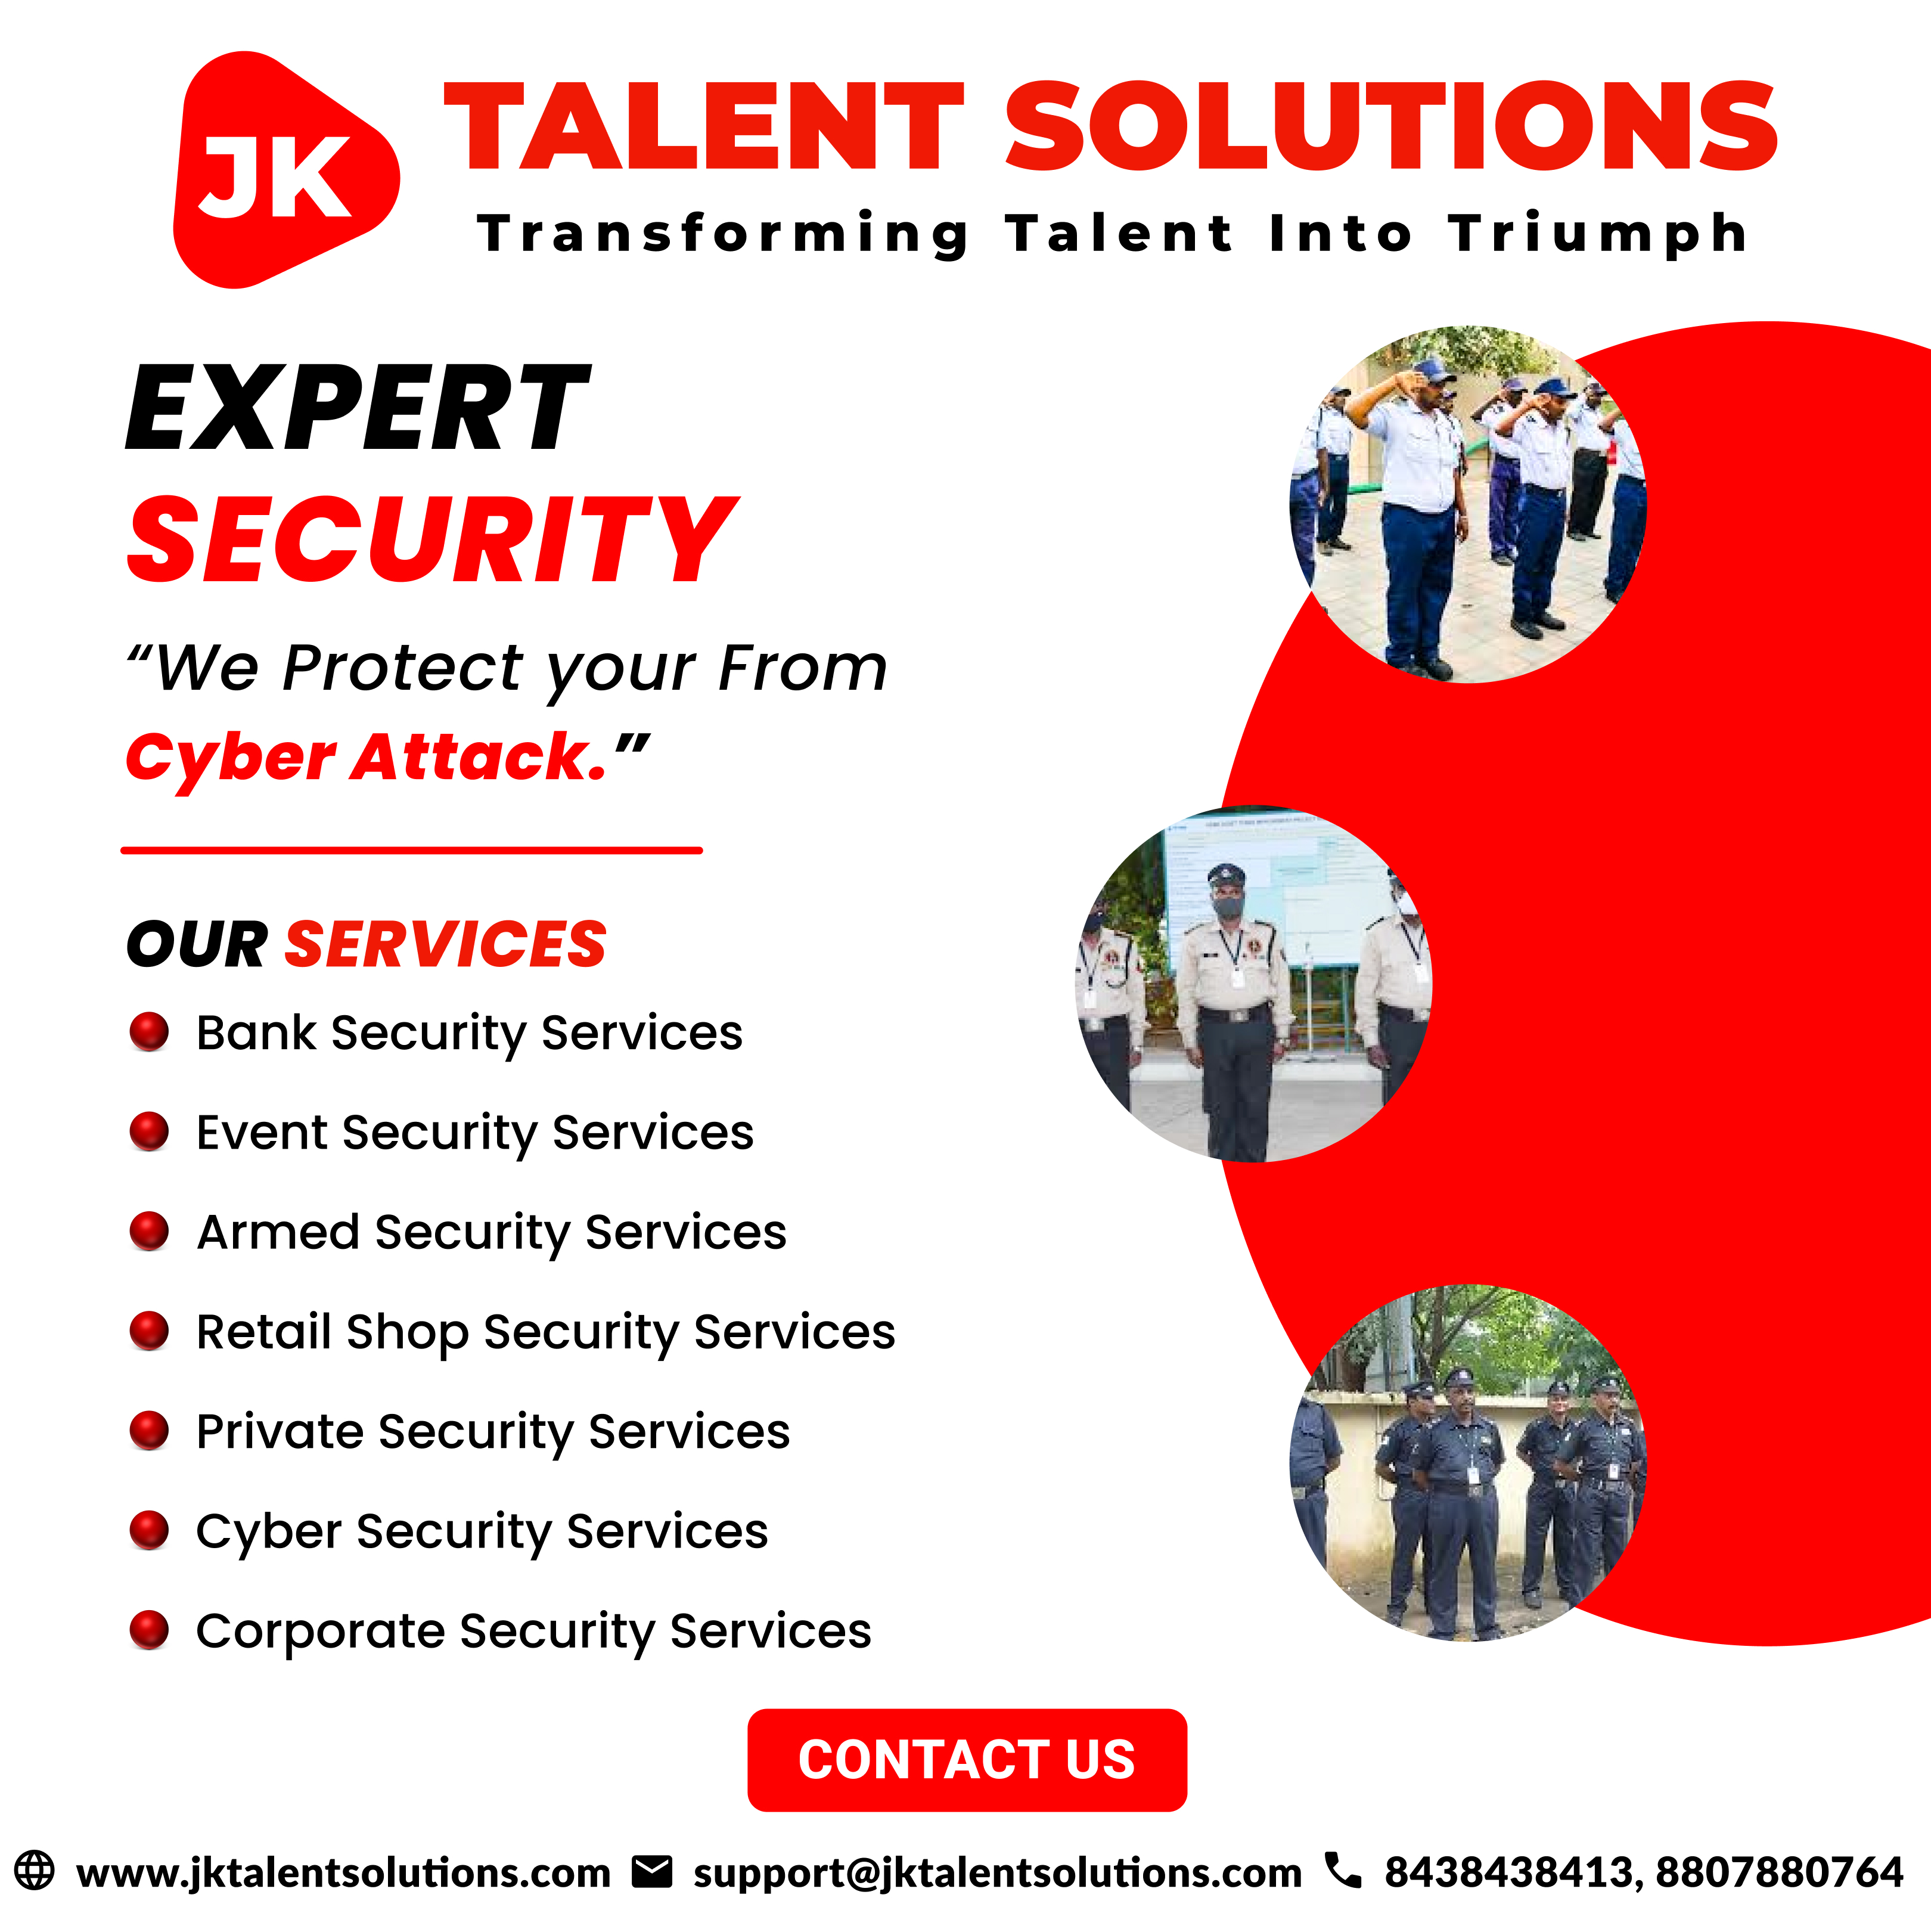 JK
TALENT SOLUTIONS
Transforming Talent Into Triumph
EXPERT
SECURITY
“We Protect your From
Cyber Attack.”
OUR SERVICES
Bank Security Services
Event Security Services
Armed Security Services
Retail Shop Security Services
Private Security Services
Cyber Security Services
Corporate Security Services
CONTACT US
www.jktalentsolutions.com support@jktalentsolutions.com 8438438413, 8807880764